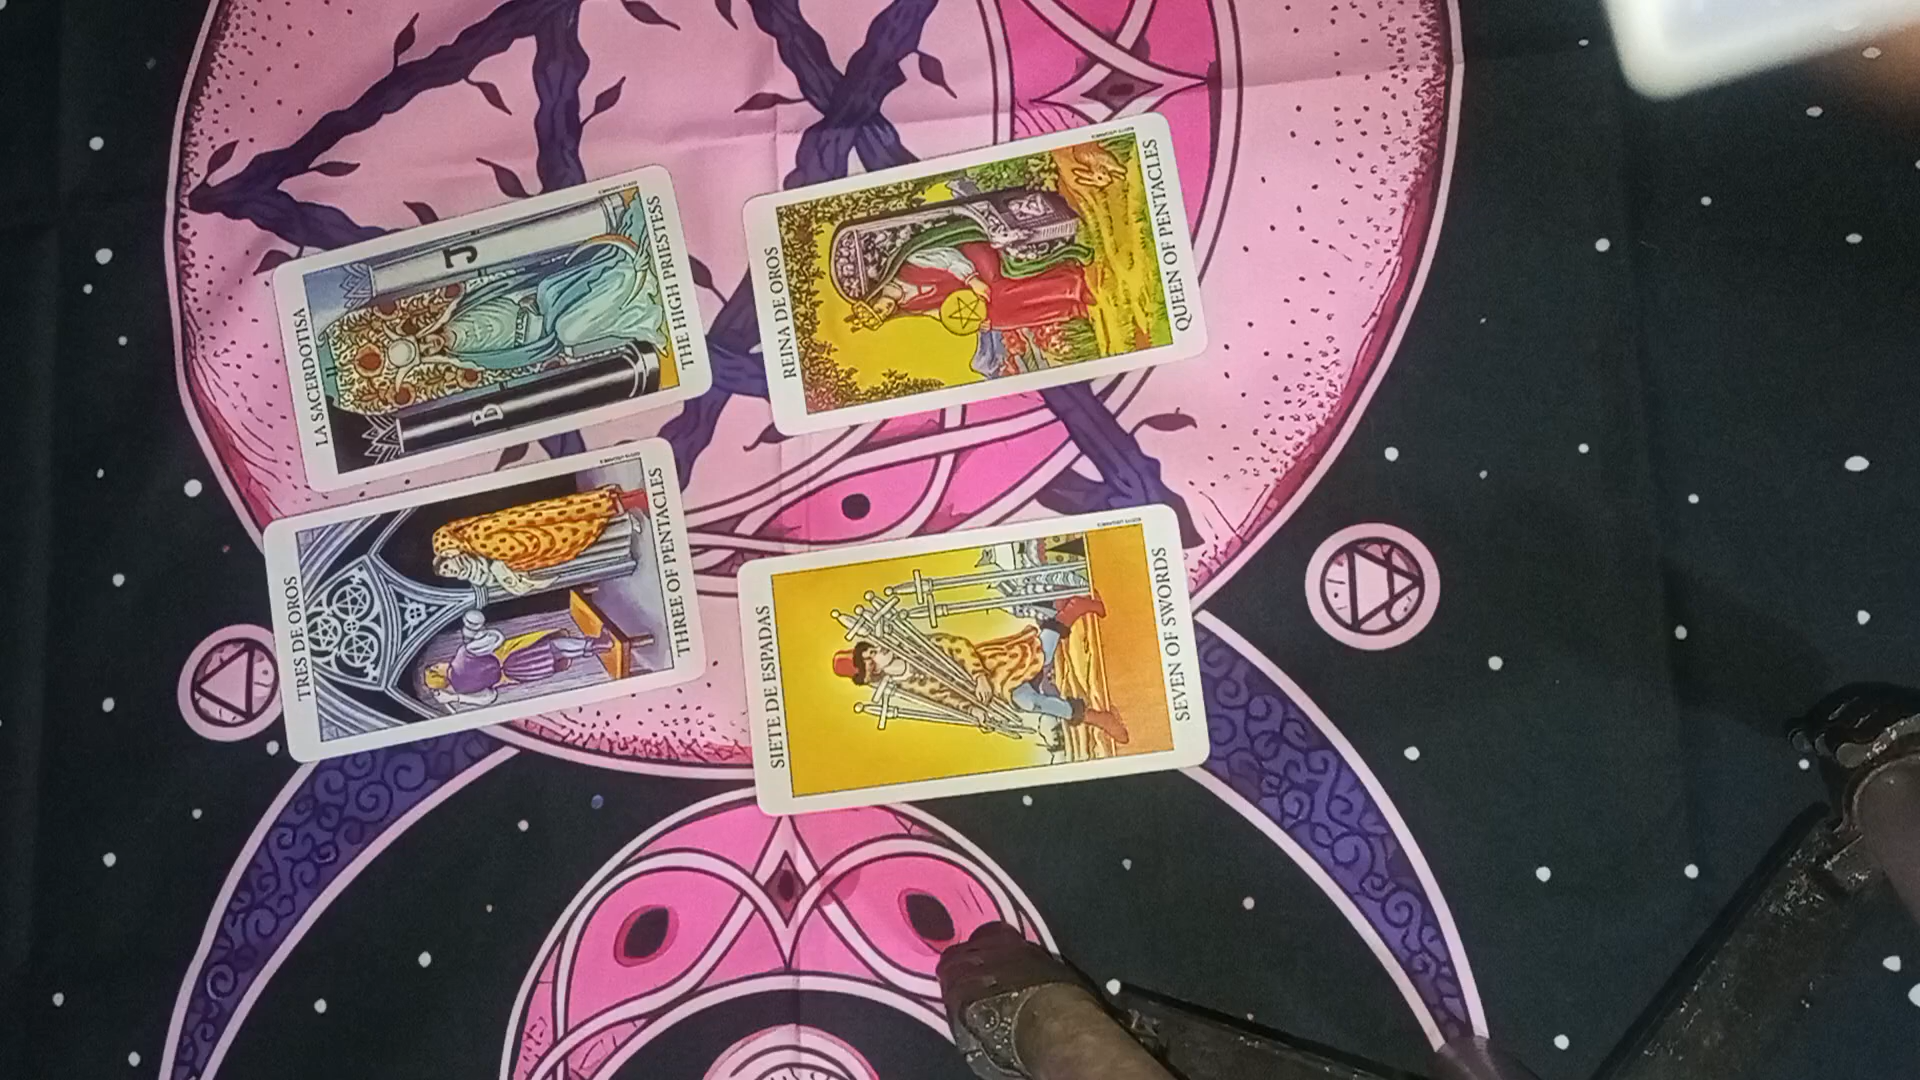 LA SACERDOTISA
II
B
J
THE HIGH PRIESTESS
REINA DE OROS
QUEEN OF PENTACLES
TRES DE OROS
THREE OF PENTACLES
SIETE DE ESPADAS
SEVEN OF SWORDS